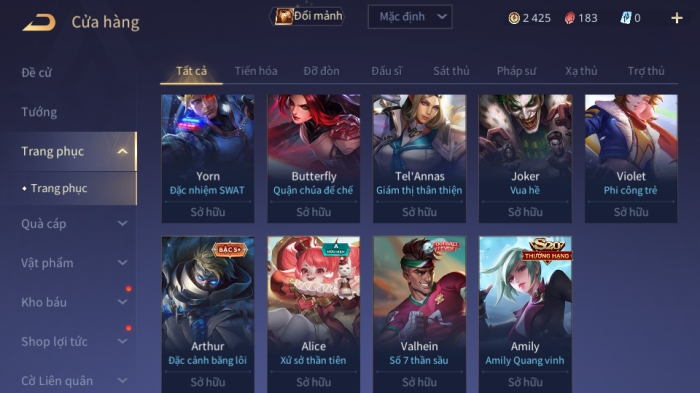 Cửa hàng
Đổi mảnh
Mặc định
2 425
183
0
Đề cử
Tướng
Trang phục
Trang phục
Quà cáp
Vật phẩm
Kho báu
Shop lợi tức
Cờ Liên quân
Tất cả Tiến hóa Đỡ đòn Đấu sĩ Sát thủ Pháp sư Xạ thủ Trợ thủ
Yorn
Đặc nhiệm SWAT
Sở hữu
Butterfly
Quận chúa đế chế
Sở hữu
Tel'Annas
Giám thị thân thiện
Sở hữu
Joker
Vua hề
Sở hữu
Violet
Phi công trẻ
Sở hữu
BẬC S+
Arthur
Đặc cảnh băng lôi
Sở hữu
HỮU HẠN
Alice
Xứ sở thần tiên
Sở hữu
Valhein
Số 7 thần sầu
Sở hữu
THƯỞNG HẠNG
Amily
Amily Quang vinh
Sở hữu